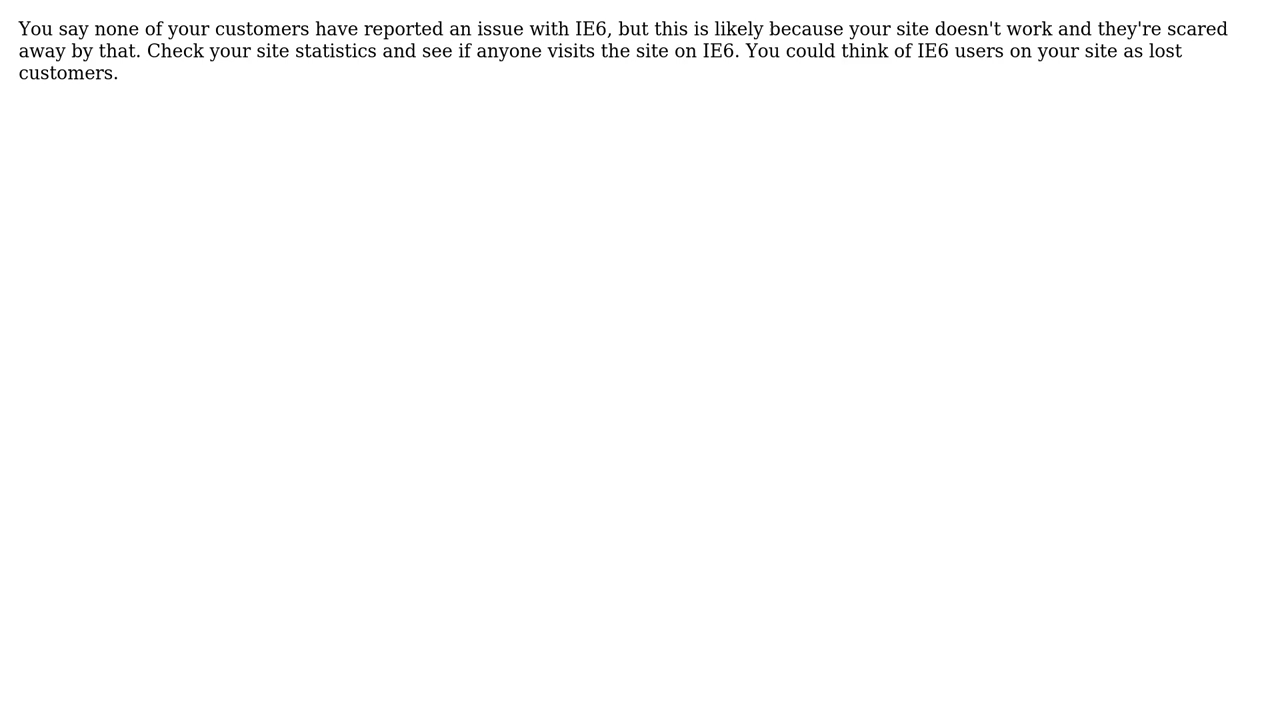 You say none of your customers have reported an issue with IE6, but this is likely because your site doesn't work and they're scared
away by that. Check your site statistics and see if anyone visits the site on IE6. You could think of IE6 users on your site as lost
customers.